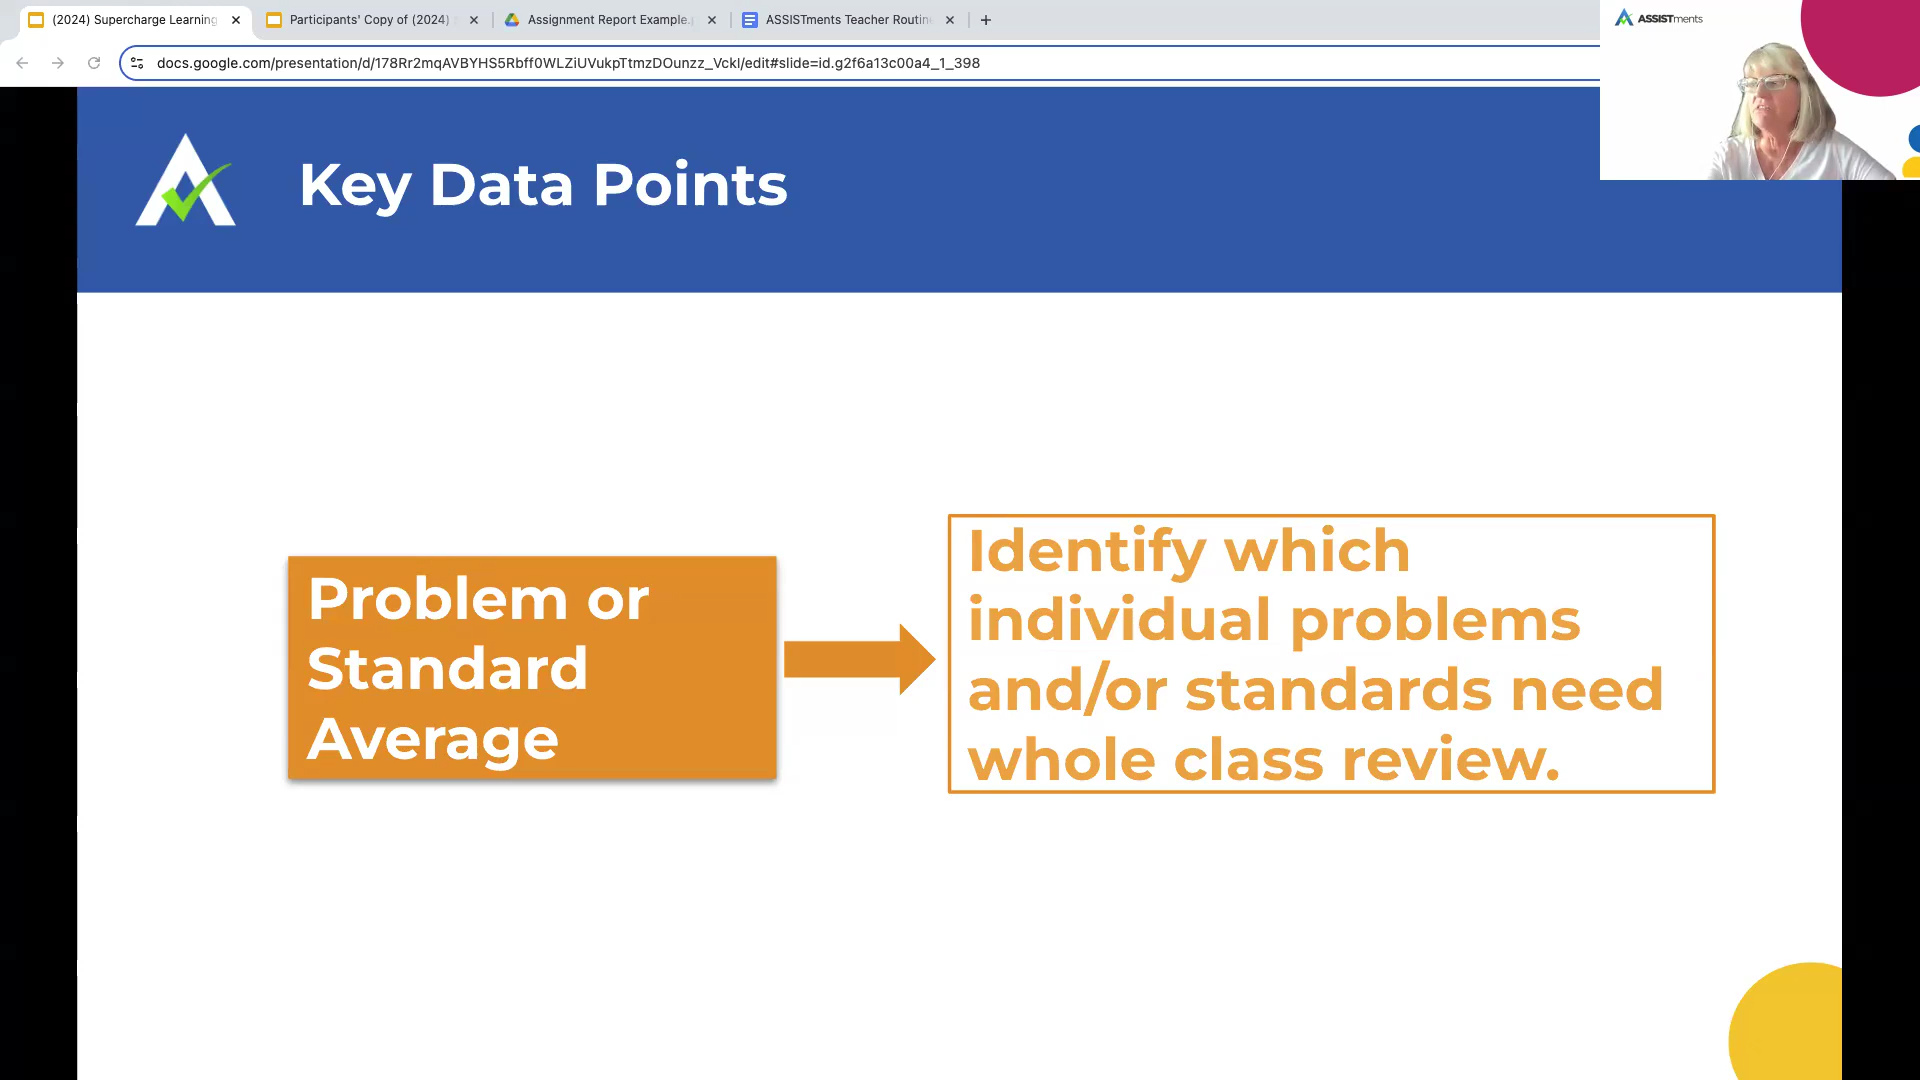 (2024) Supercharge Learning
Participants' Copy of (2024)
Assignment Report Example.
ASSISTments Teacher Routin
docs.google.com/presentation/d/178Rr2mqAVBYHS5Rbff0WLZiUVukpTtmzDOunzz_Vckl/edit#slide=id.g2f6a13c00a4_1_398
ASSISTments
Key Data Points
Problem or
Standard
Average
Identify which
individual problems
and/or standards need
whole class review.